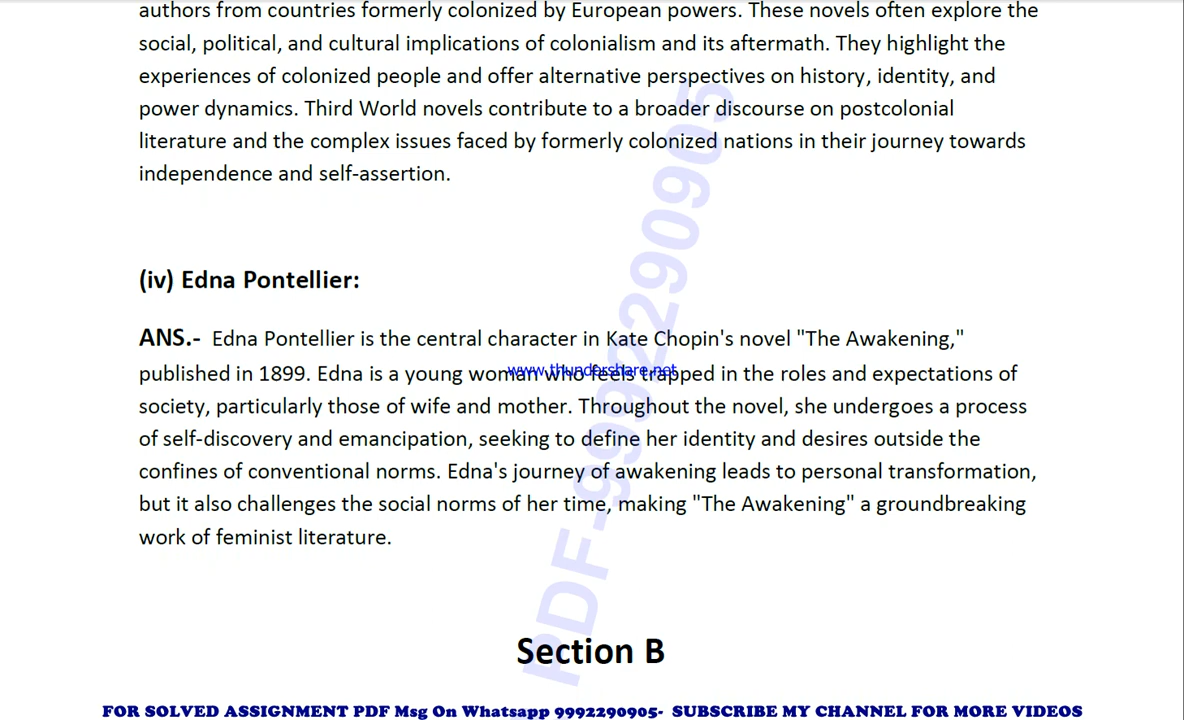 authors from countries formerly colonized by European powers. These novels often explore the
social, political, and cultural implications of colonialism and its aftermath. They highlight the
experiences of colonized people and offer alternative perspectives on history, identity, and
power dynamics. Third World novels contribute to a broader discourse on postcolonial
literature and the complex issues faced by formerly colonized nations in their journey towards
independence and self-assertion.
(iv) Edna Pontellier:
ANS.- Edna Pontellier is the central character in Kate Chopin's novel "The Awakening,"
published in 1899. Edna is a young woman who feels trapped in the roles and expectations of
www.thundershare.net
society, particularly those of wife and mother. Throughout the novel, she undergoes a process
of self-discovery and emancipation, seeking to define her identity and desires outside the
confines of conventional norms. Edna's journey of awakening leads to personal transformation,
but it also challenges the social norms of her time, making "The Awakening" a groundbreaking
work of feminist literature.
PDF-9992290905
Section B
FOR SOLVED ASSIGNMENT PDF Msg On Whatsapp 9992290905- SUBSCRIBE MY CHANNEL FOR MORE VIDEOS